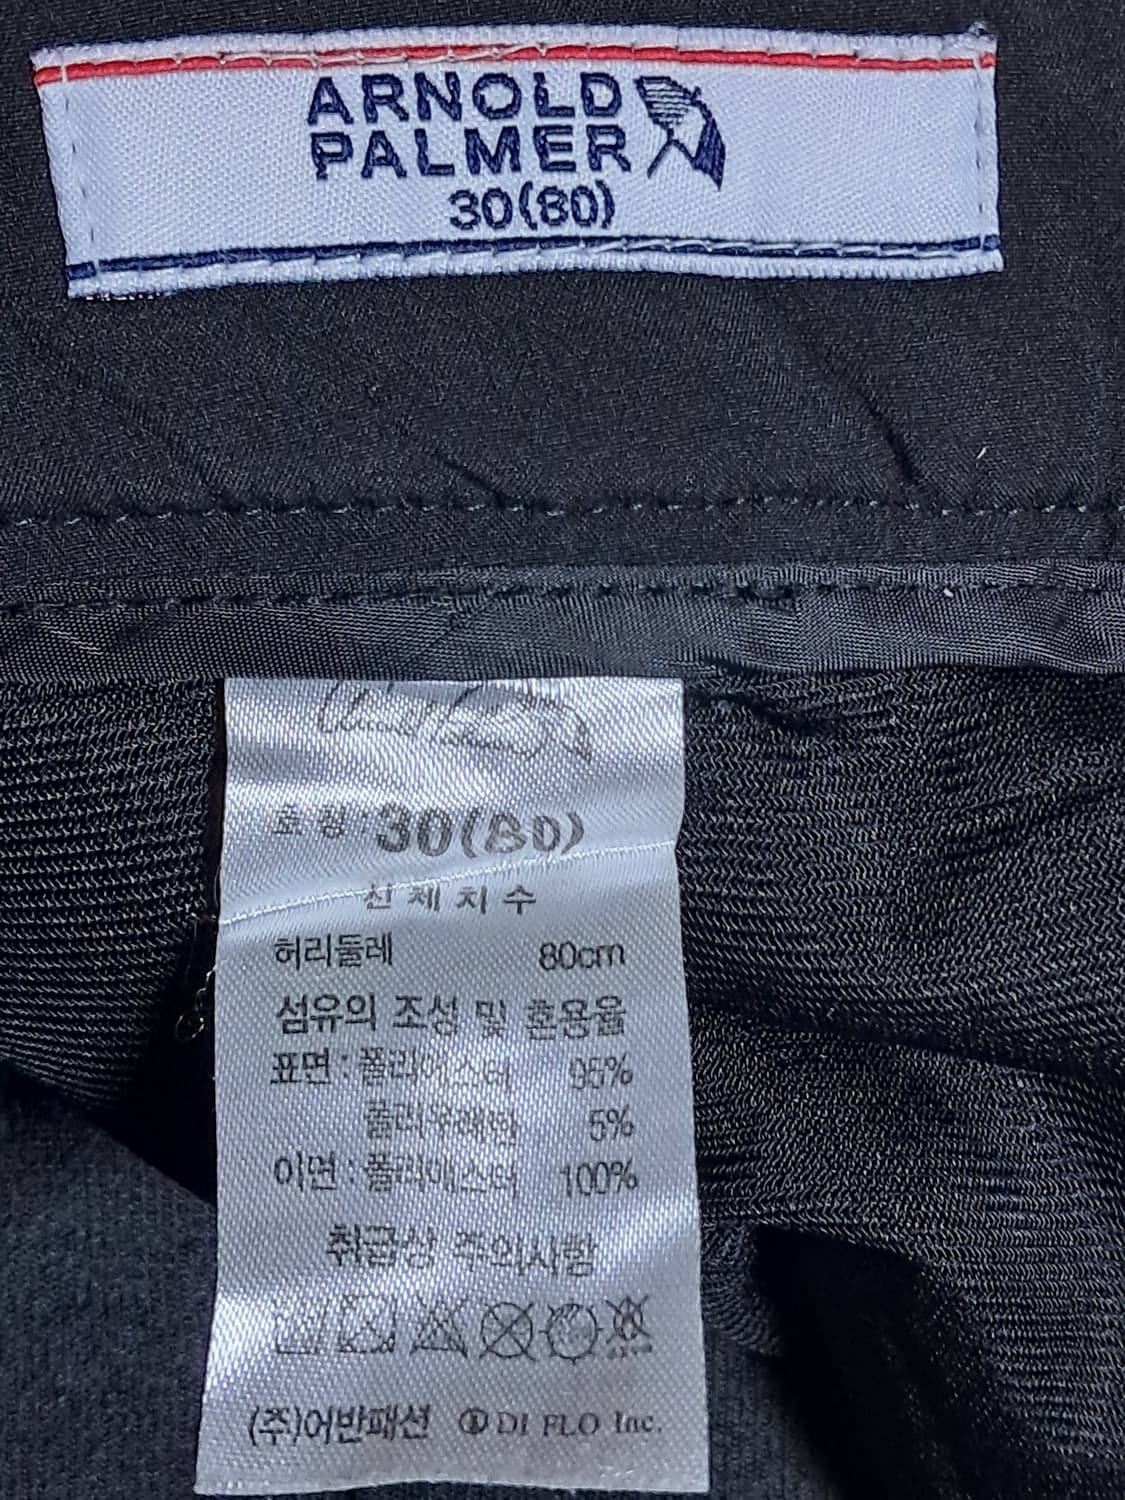 ARNOLD
PALMER
30(80)
호칭: 30(80)
신체치수
허리둘레 80cm
섬유의 조성 및 혼용율
표면 : 폴리에스터 95%
폴리우레탄 5%
이면 : 폴리에스터 100%
취급상 주의사항
(주)어반패션 DI FLO Inc.